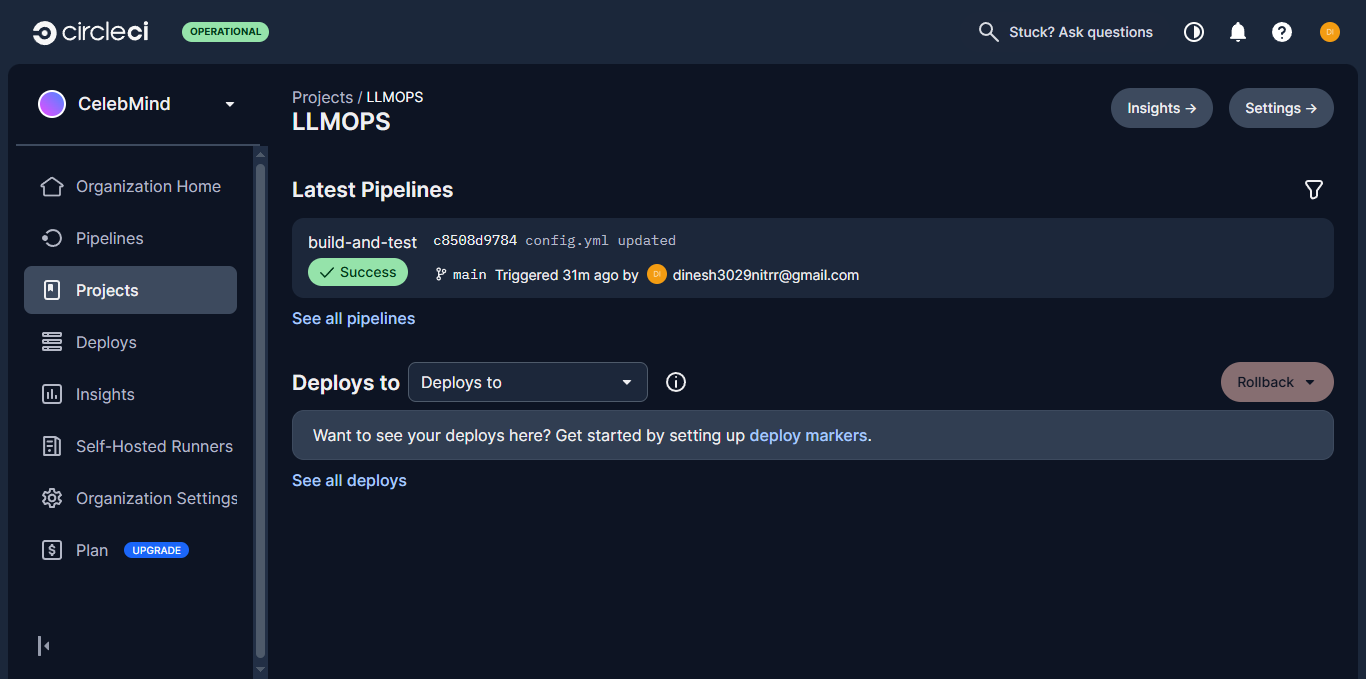 circleci OPERATIONAL Stuck? Ask questions
CelebMind
Organization Home
Pipelines
Projects
Deploys
Insights
Self-Hosted Runners
Organization Settings
Plan UPGRADE
Projects / LLMOPS
LLMOPS
Insights → Settings →
Latest Pipelines
build-and-test c8508d9784 config.yml updated
Success main Triggered 31m ago by DI dinesh3029nitrr@gmail.com
See all pipelines
Deploys to Deploys to Rollback
Want to see your deploys here? Get started by setting up deploy markers.
See all deploys